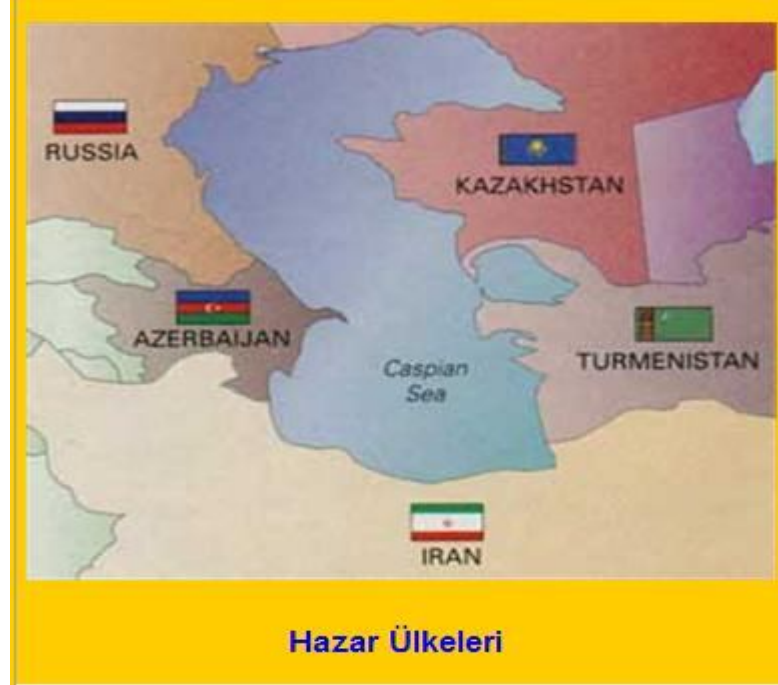 RUSSIA
KAZAKHSTAN
AZERBAIJAN
TURMENISTAN
Caspian
Sea
IRAN
Hazar Ülkeleri